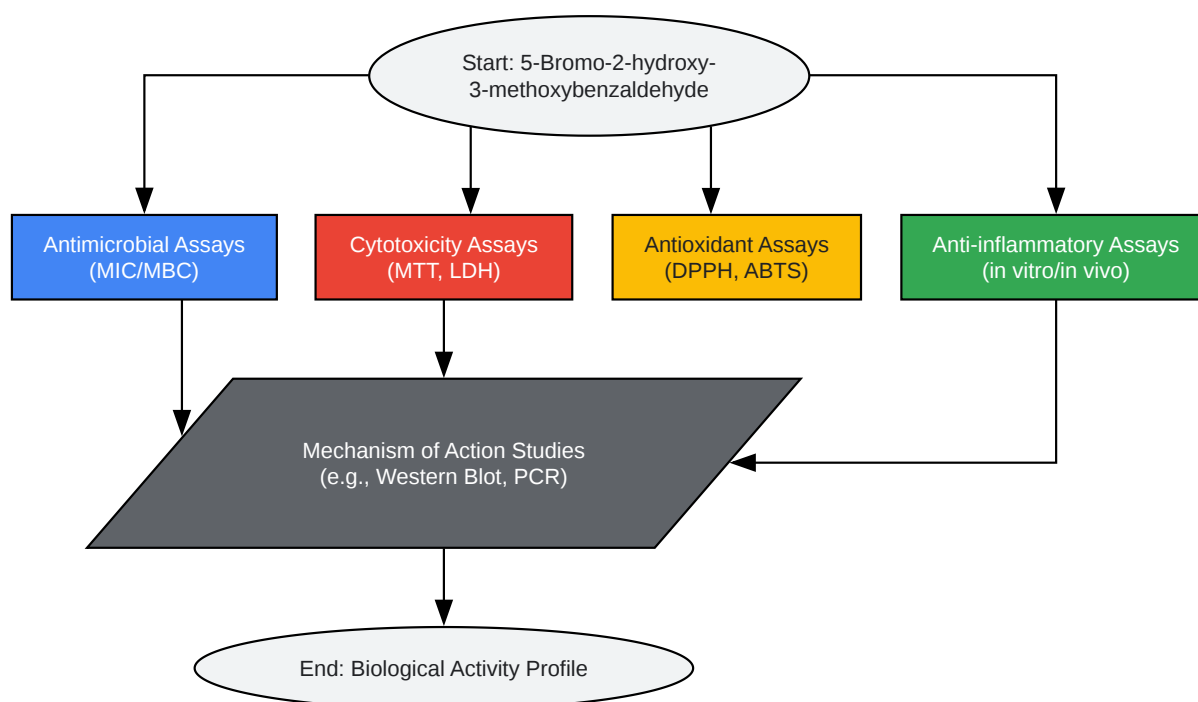 Start: 5-Bromo-2-hydroxy-
3-methoxybenzaldehyde
Antimicrobial Assays
(MIC/MBC)
Cytotoxicity Assays
(MTT, LDH)
Antioxidant Assays
(DPPH, ABTS)
Anti-inflammatory Assays
(in vitro/in vivo)
Mechanism of Action Studies
(e.g., Western Blot, PCR)
End: Biological Activity Profile